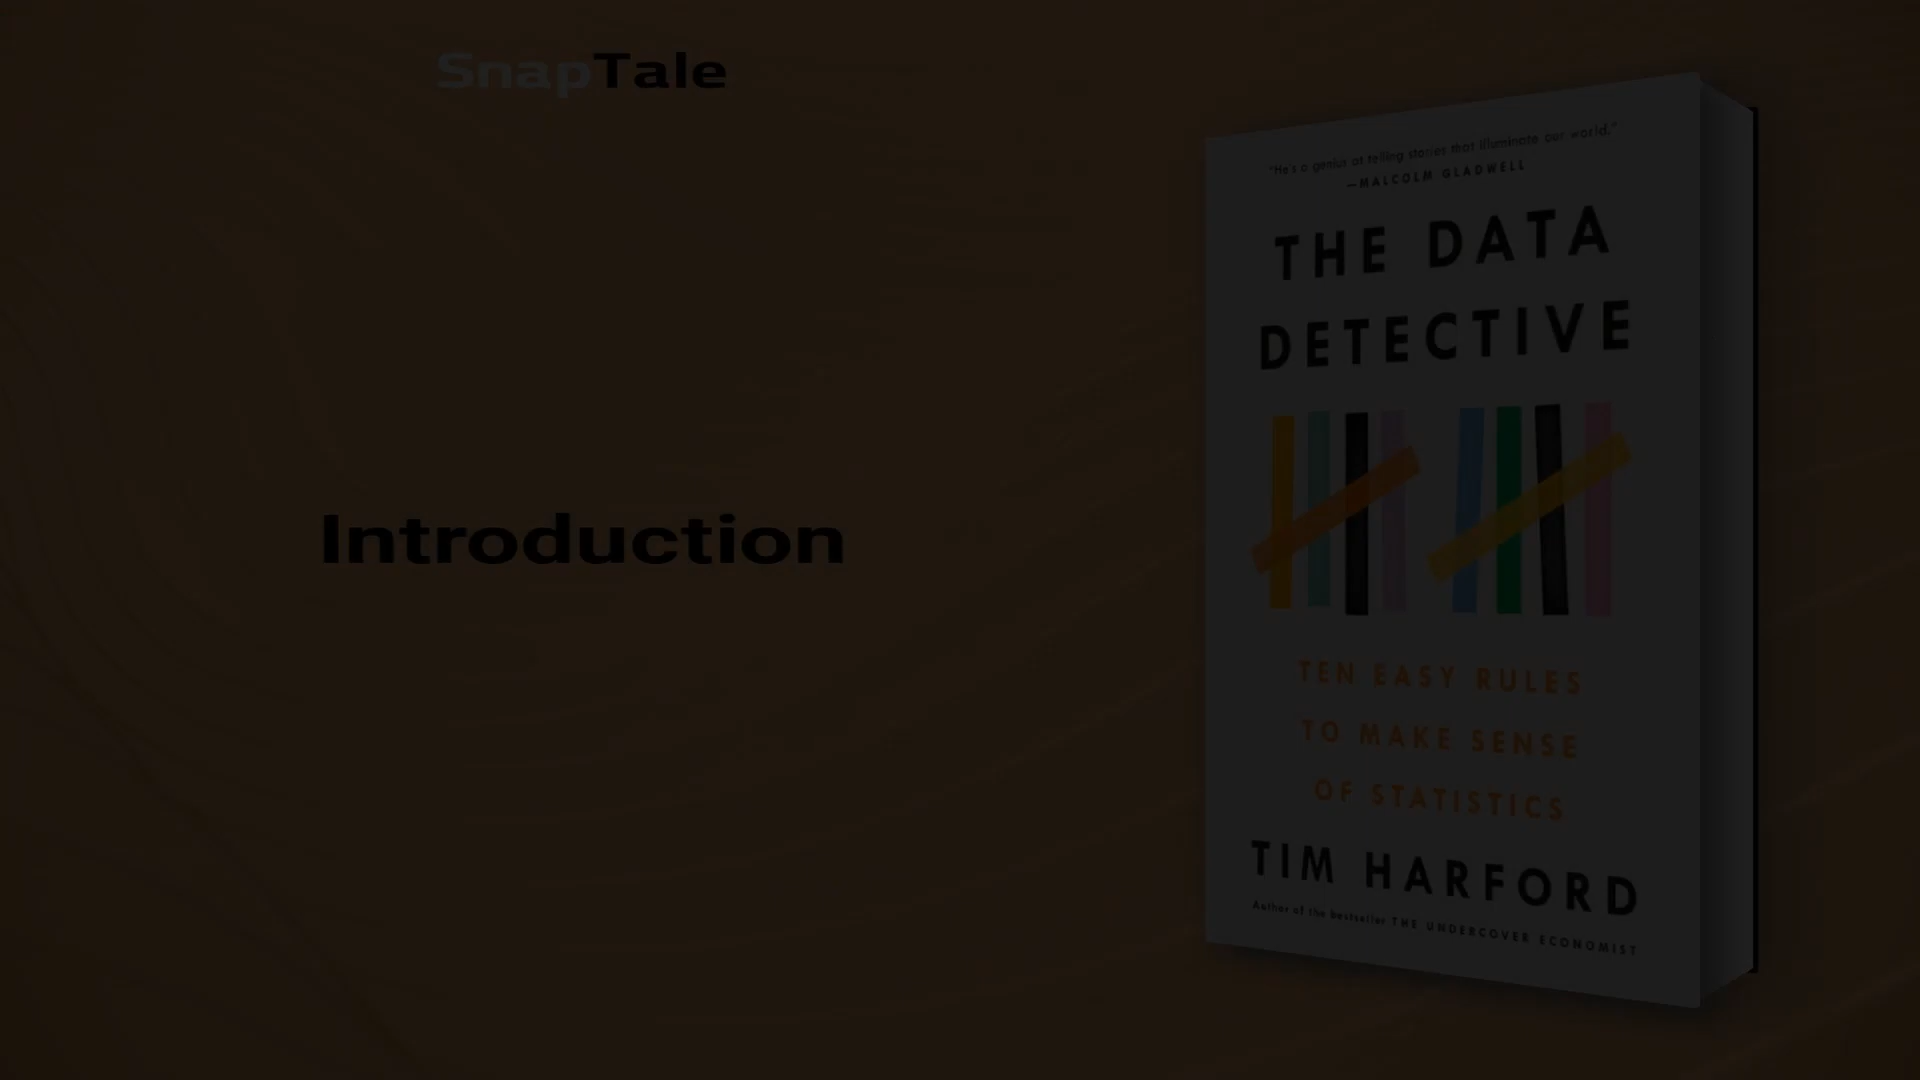 SnapTale
Introduction
"He's a genius at telling stories that illuminate our world."
—MALCOLM GLADWELL
THE DATA
DETECTIVE
TEN EASY RULES
TO MAKE SENSE
OF STATISTICS
TIM HARFORD
Author of the bestseller THE UNDERCOVER ECONOMIST